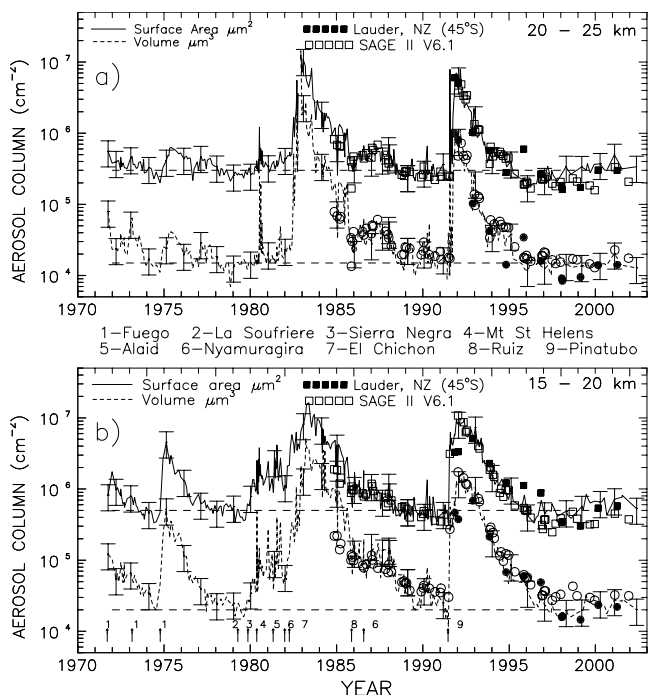 Surface Area μm²
Volume μm³
Lauder, NZ (45°S)
SAGE II V6.1
20 – 25 km
a)
AEROSOL COLUMN (cm⁻²)
10⁷
10⁶
10⁵
10⁴
1970 1975 1980 1985 1990 1995 2000
1–Fuego 2–La Soufriere 3–Sierra Negra 4–Mt St Helens
5–Alaid 6–Nyamuragira 7–El Chichon 8–Ruiz 9–Pinatubo
Surface area μm²
Volume μm³
Lauder, NZ (45°S)
SAGE II V6.1
15 – 20 km
b)
AEROSOL COLUMN (cm⁻²)
10⁷
10⁶
10⁵
10⁴
1 1 1 2 3 4 5 6 7 8 6 9
1970 1975 1980 1985 1990 1995 2000
YEAR